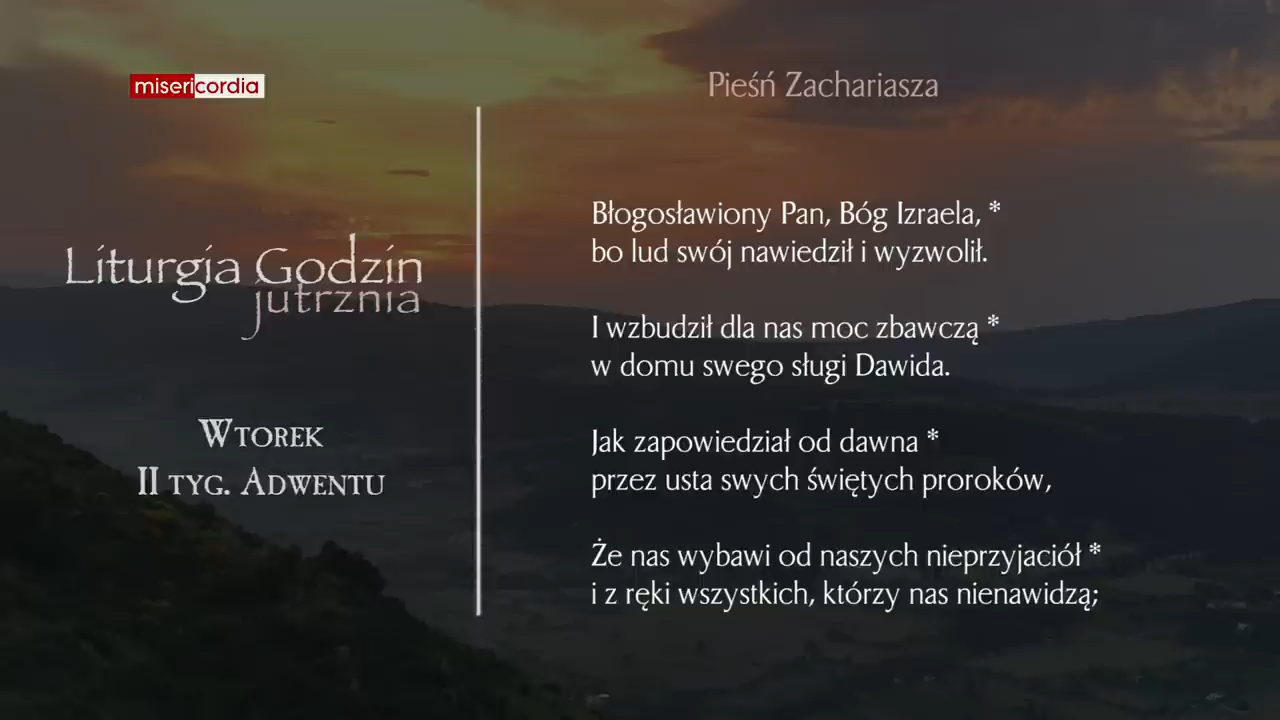 misericordia
Liturgia Godzin
jutrznia
Wtorek
II tyg. Adwentu
Pieśń Zachariasza
Błogosławiony Pan, Bóg Izraela, *
bo lud swój nawiedził i wyzwolił.
I wzbudził dla nas moc zbawczą *
w domu swego sługi Dawida.
Jak zapowiedział od dawna *
przez usta swych świętych proroków,
Że nas wybawi od naszych nieprzyjaciół *
i z ręki wszystkich, którzy nas nienawidzą;